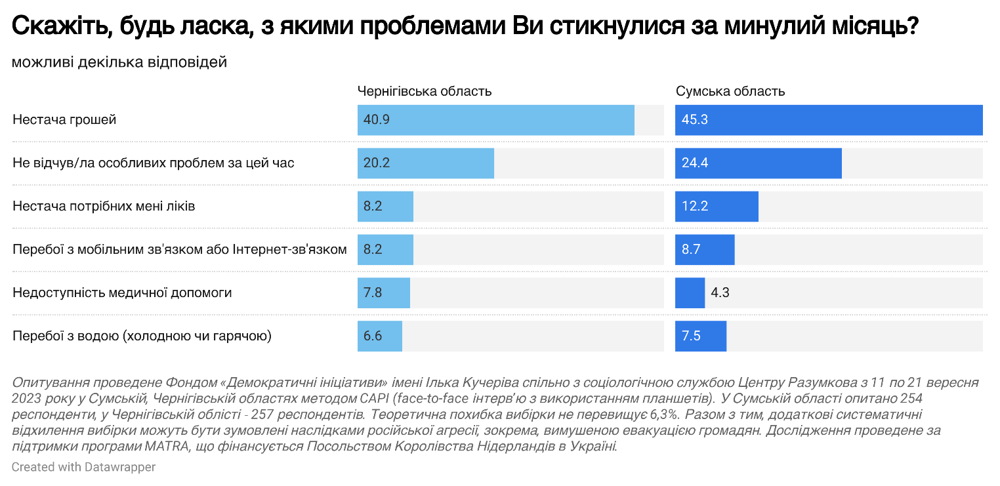 Скажіть, будь ласка, з якими проблемами Ви стикнулися за минулий місяць?
можливі декілька відповідей
Чернігівська область Сумська область
Нестача грошей 40.9 45.3
Не відчув/ла особливих проблем за цей час 20.2 24.4
Нестача потрібних мені ліків 8.2 12.2
Перебої з мобільним зв'язком або Інтернет-зв'язком 8.2 8.7
Недоступність медичної допомоги 7.8 4.3
Перебої з водою (холодною чи гарячою) 6.6 7.5
Опитування проведене Фондом «Демократичні ініціативи» імені Ілька Кучеріва спільно з соціологічною службою Центру Разумкова з 11 по 21 вересня
2023 року у Сумській, Чернігівській областях методом CAPI (face-to-face інтерв’ю з використанням планшетів). У Сумській області опитано 254
респонденти, у Чернігівській облісті - 257 респондентів. Теоретична похибка вибірки не перевищує 6,3%. Разом з тим, додаткові систематичні
відхилення вибірки можуть бути зумовлені наслідками російської агресії, зокрема, вимушеною евакуацією громадян. Дослідження проведене за
підтримки програми MATRA, що фінансується Посольством Королівства Нідерландів в Україні.
Created with Datawrapper